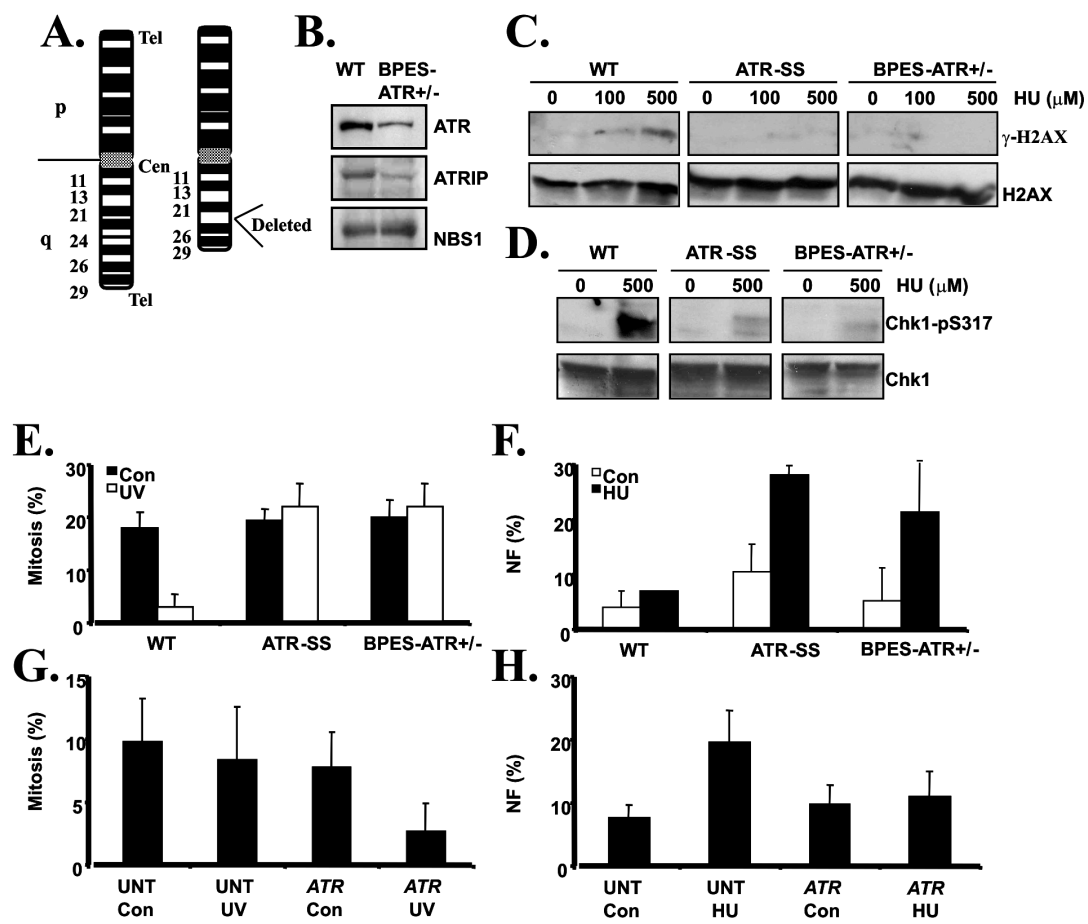 A.
Tel
p
Cen
11
13
21
q
24
26
29
Tel
11
13
21
Deleted
26
29
B.
WT BPES-
ATR+/-
ATR
ATRIP
NBS1
C.
WT ATR-SS BPES-ATR+/-
0 100 500 0 100 500 0 100 500 HU (μM)
γ-H2AX
H2AX
D.
WT ATR-SS BPES-ATR+/-
0 500 0 500 0 500 HU (μM)
Chk1-pS317
Chk1
E.
Mitosis (%)
30
20
10
0
Con
UV
WT ATR-SS BPES-ATR+/-
F.
NF (%)
30
20
10
0
Con
HU
WT ATR-SS BPES-ATR+/-
G.
Mitosis (%)
15
10
5
0
UNT UNT ATR ATR
Con UV Con UV
H.
NF (%)
30
20
10
0
UNT UNT ATR ATR
Con HU Con HU